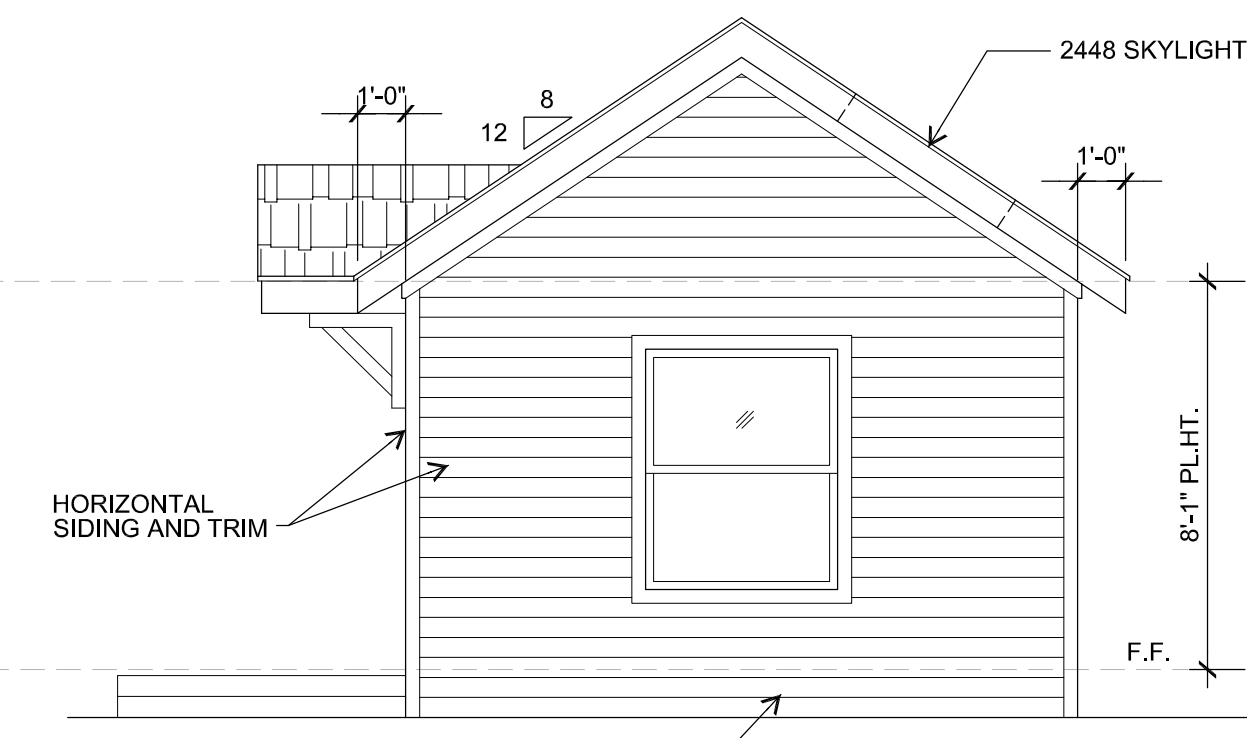 2448 SKYLIGHT
1'-0"
8
12
1'-0"
HORIZONTAL
SIDING AND TRIM
8'-1" PL.HT.
F.F.